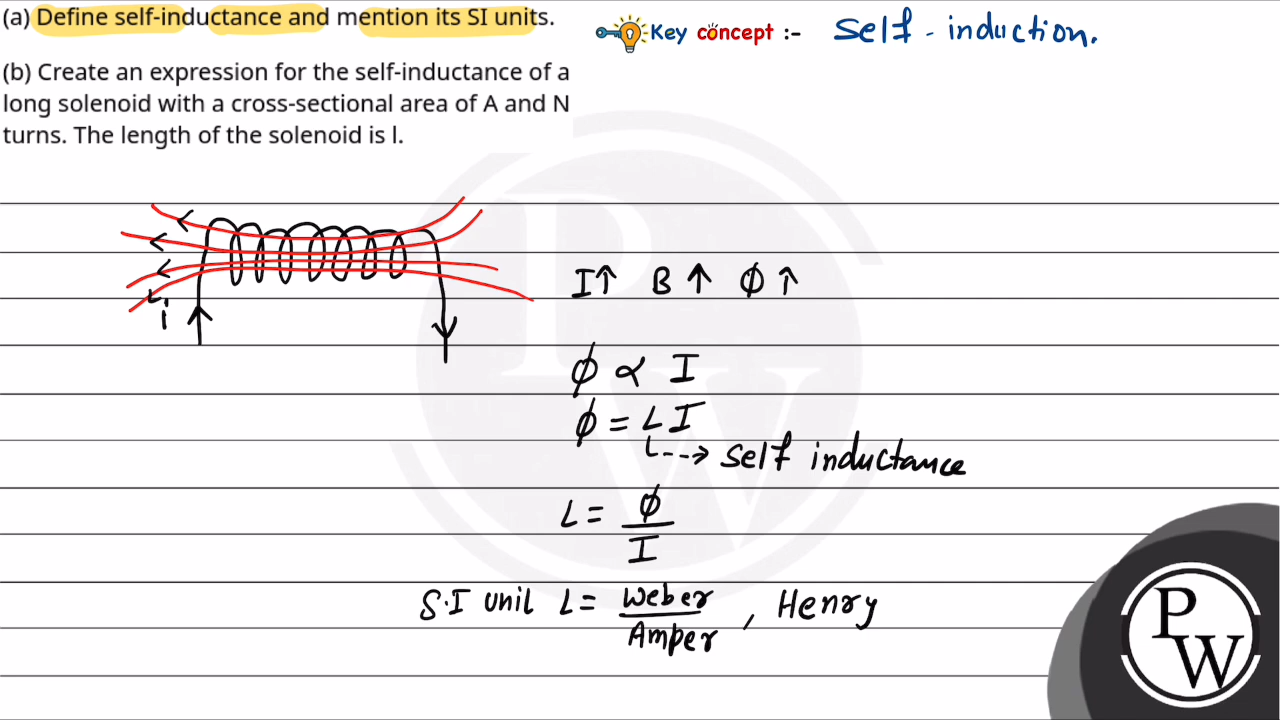 (a) Define self-inductance and mention its SI units.
Key concept :- Self - induction.
(b) Create an expression for the self-inductance of a
long solenoid with a cross-sectional area of A and N
turns. The length of the solenoid is l.
i
I↑ B↑ ϕ↑
ϕ ∝ I
ϕ = LI
Self inductance
L = ϕ/I
S.I unil L = Weber/Amper , Henry
P
W
PW